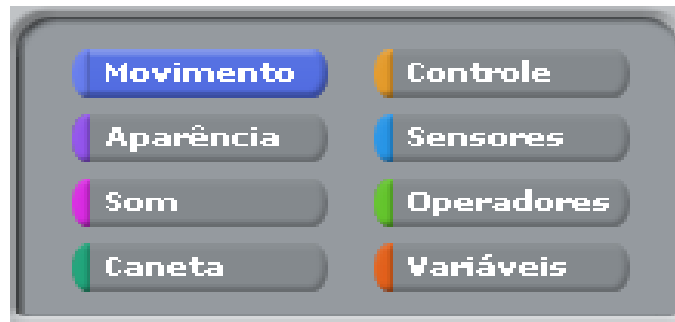 Movimento
Controle
Aparência
Sensores
Som
Operadores
Caneta
Variáveis